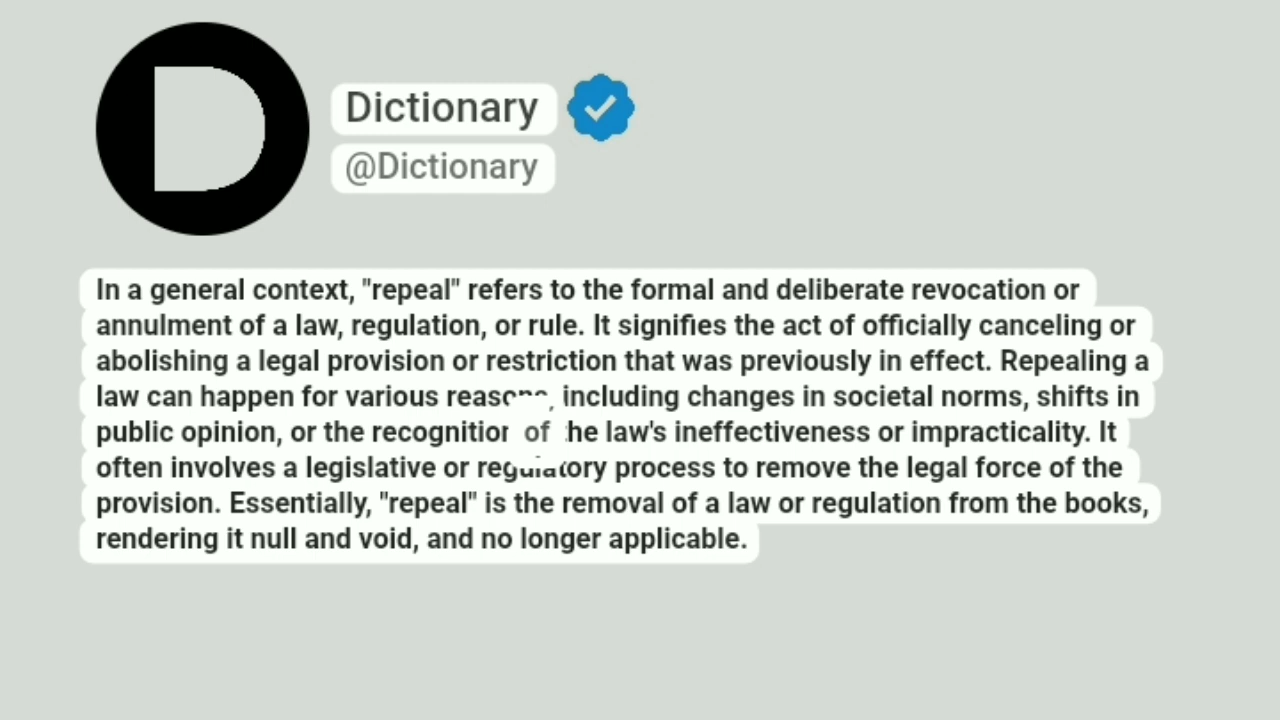 D
Dictionary
@Dictionary
In a general context, "repeal" refers to the formal and deliberate revocation or
annulment of a law, regulation, or rule. It signifies the act of officially canceling or
abolishing a legal provision or restriction that was previously in effect. Repealing a
law can happen for various reasons, including changes in societal norms, shifts in
public opinion, or the recognition of the law's ineffectiveness or impracticality. It
often involves a legislative or regulatory process to remove the legal force of the
provision. Essentially, "repeal" is the removal of a law or regulation from the books,
rendering it null and void, and no longer applicable.